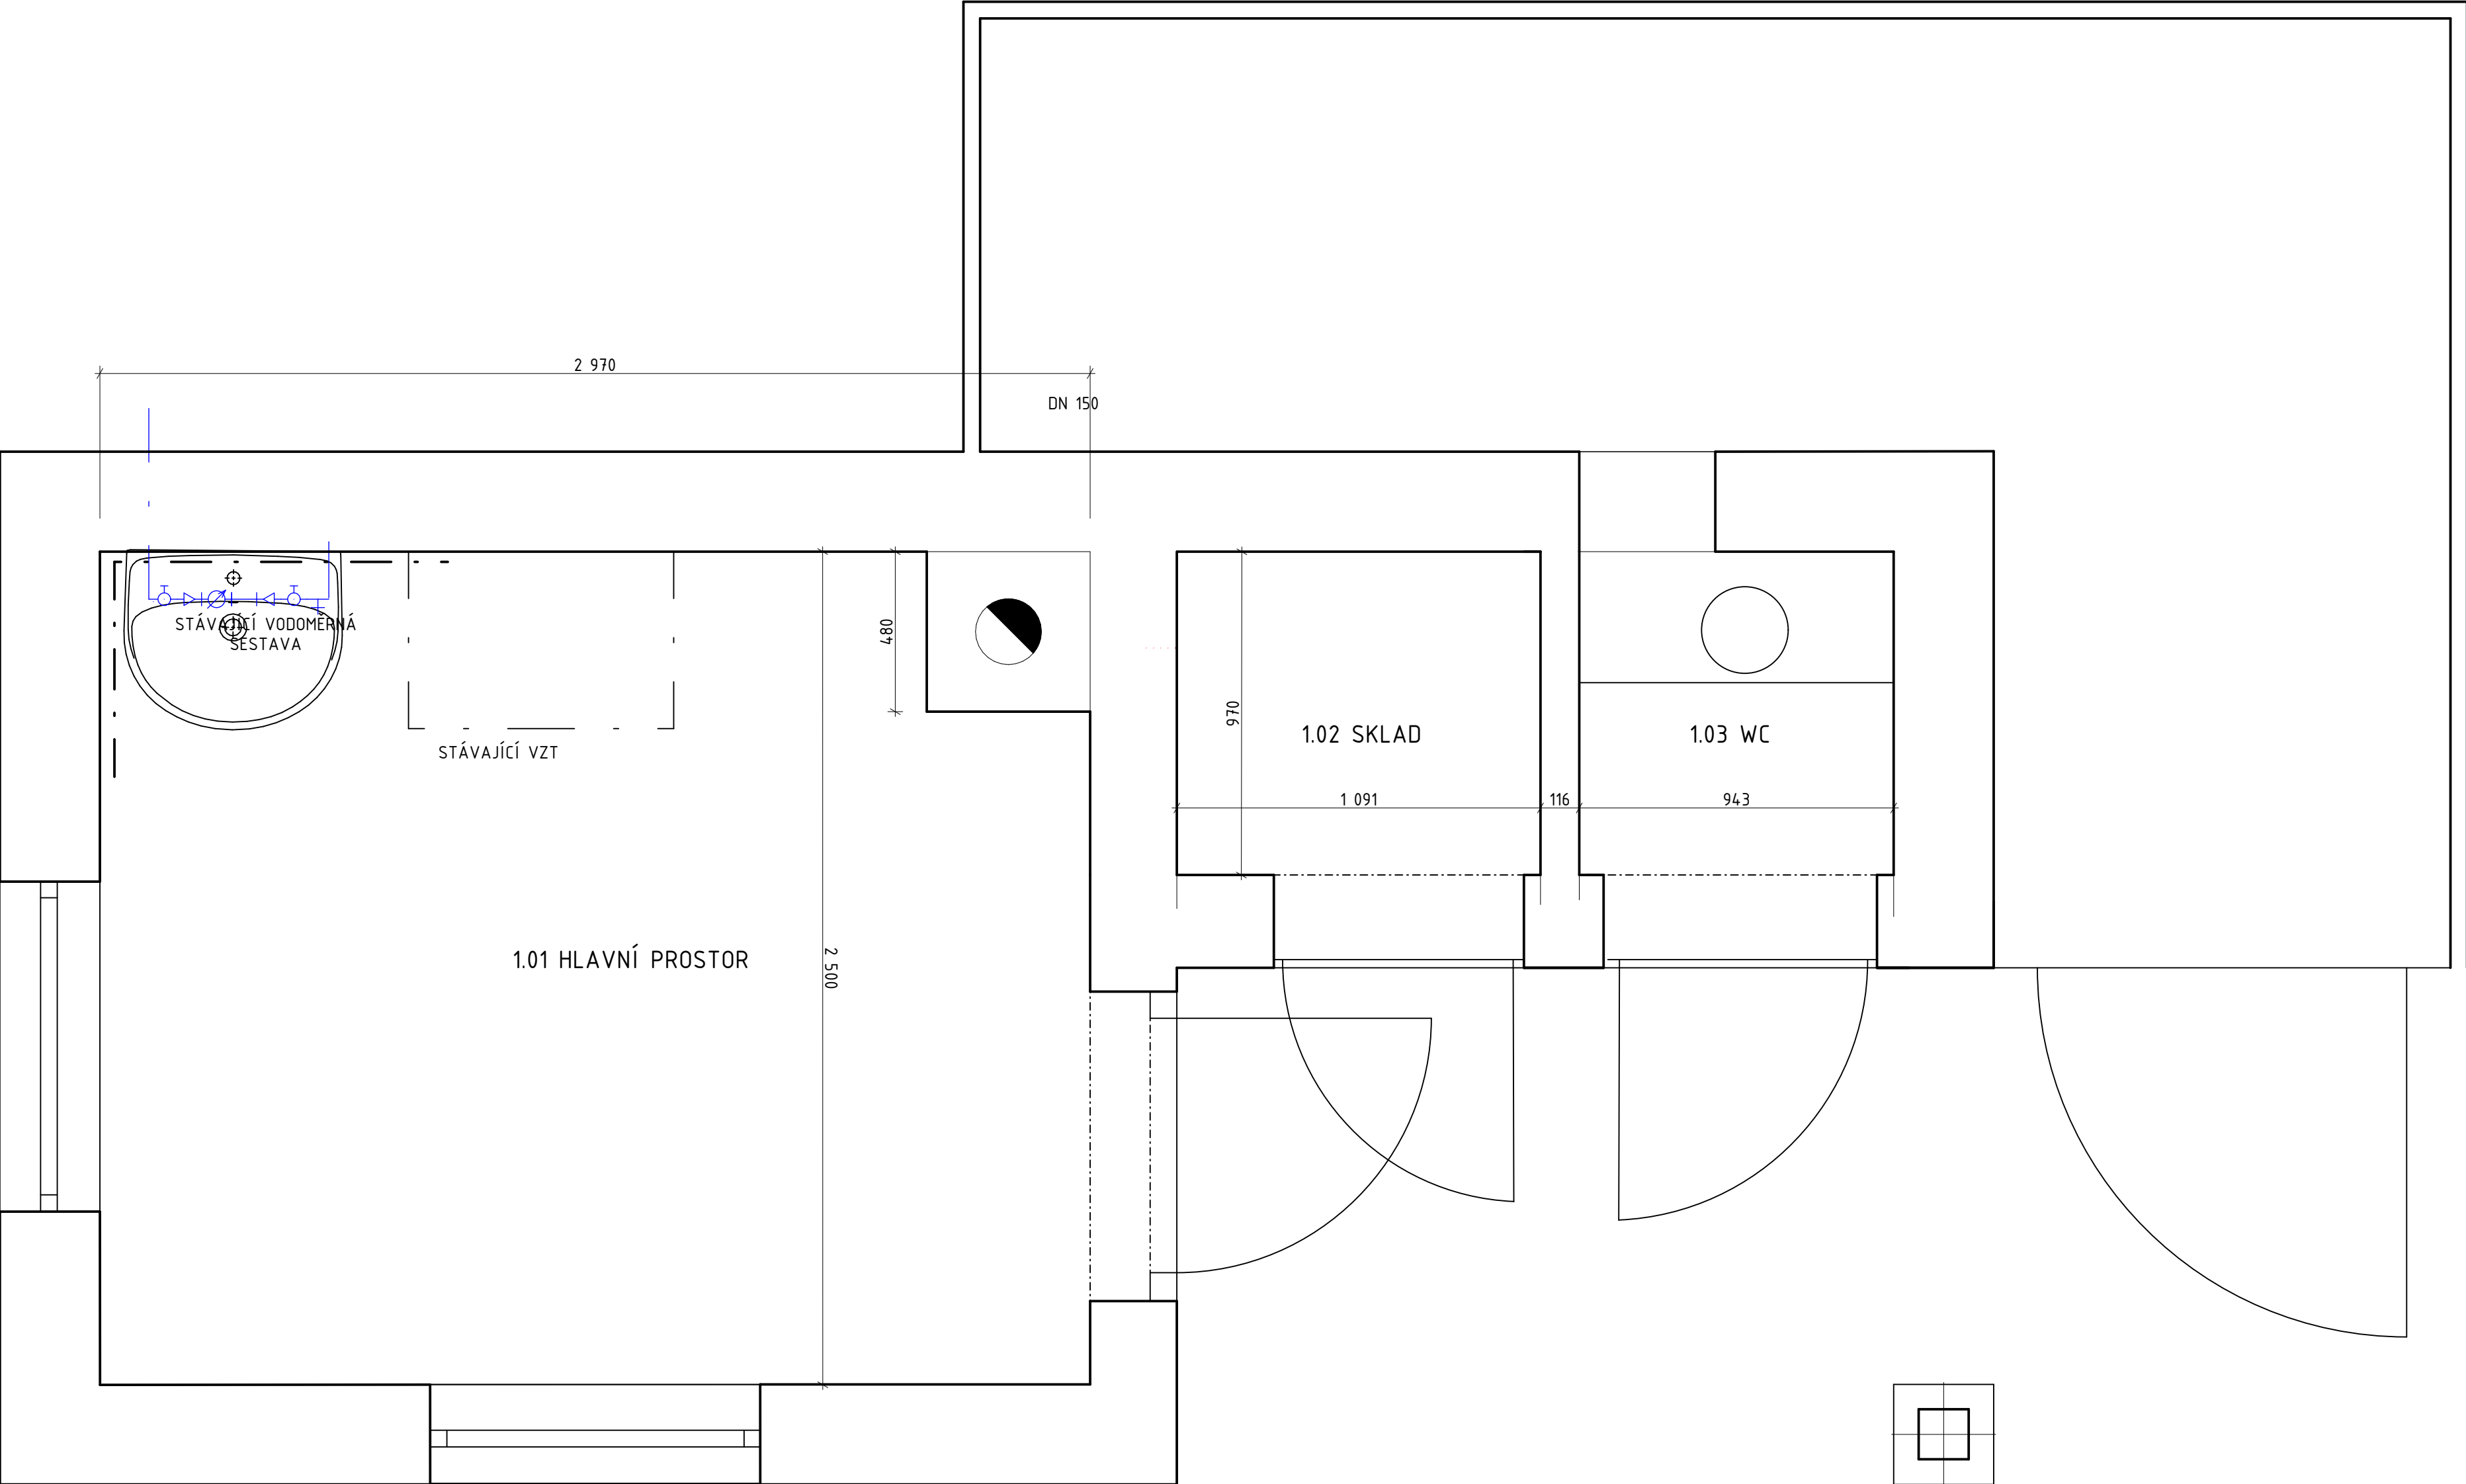 2 970
DN 150
STÁVAJÍCÍ VODOMĚRNÁ
SESTAVA
480
970
1.02 SKLAD
1.03 WC
STÁVAJÍCÍ VZT
1 091
116
943
1.01 HLAVNÍ PROSTOR
2 500